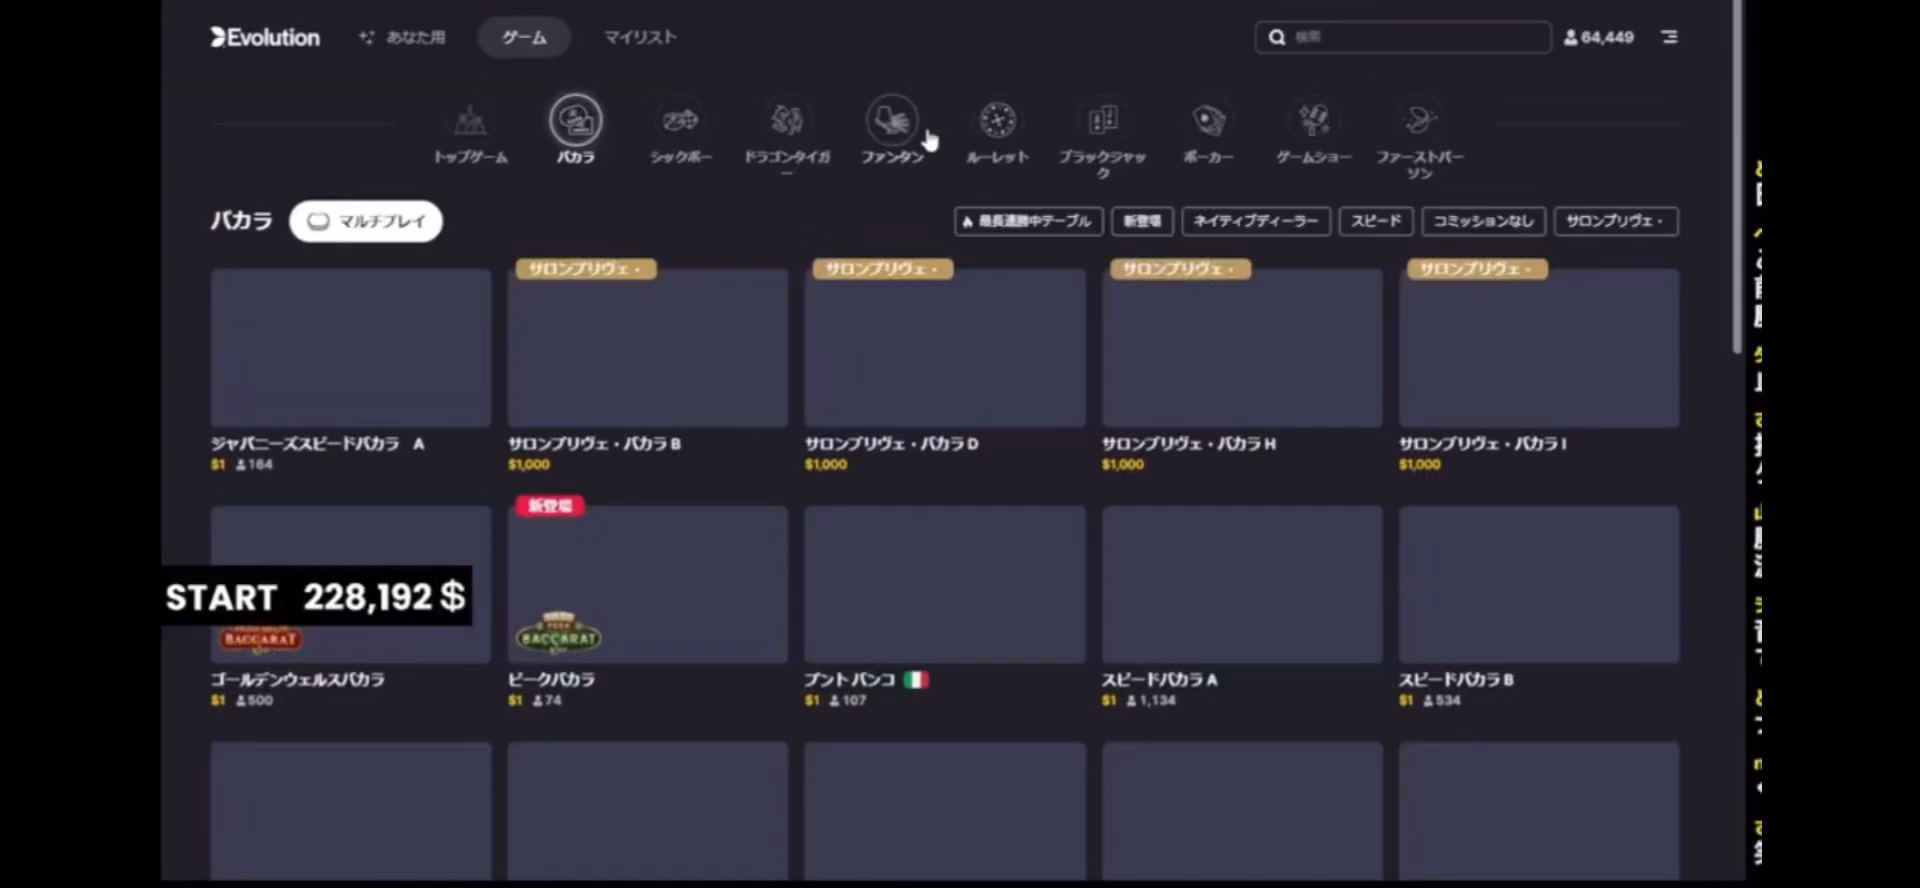 Evolution
あなた用
ゲーム
マイリスト
検索
64,449
トップゲーム
バカラ
シックボー
ドラゴンタイガー
ファンタン
ルーレット
ブラックジャック
ポーカー
ゲームショー
ファーストパーソン
バカラ
マルチプレイ
最長連勝中テーブル
新登場
ネイティブディーラー
スピード
コミッションなし
サロンプリヴェ・
サロンプリヴェ・
サロンプリヴェ・
サロンプリヴェ・
サロンプリヴェ・
ジャパニーズスピードバカラ A
サロンプリヴェ・バカラ B
サロンプリヴェ・バカラ D
サロンプリヴェ・バカラ H
サロンプリヴェ・バカラ I
$1 164
$1,000
$1,000
$1,000
$1,000
新登場
START 228,192 $
BACCARAT
PEEK
BACCARAT
ゴールデンウェルスバカラ
ピークバカラ
プント バンコ
スピードバカラ A
スピードバカラ B
$1 500
$1 74
$1 107
$1 1,134
$1 534